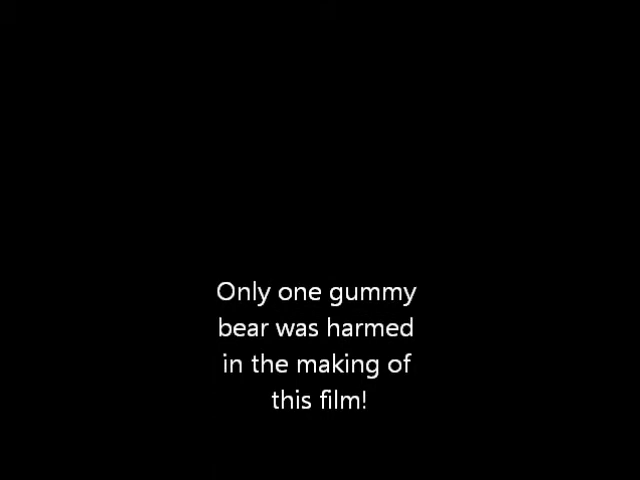 Only one gummy
bear was harmed
in the making of
this film!